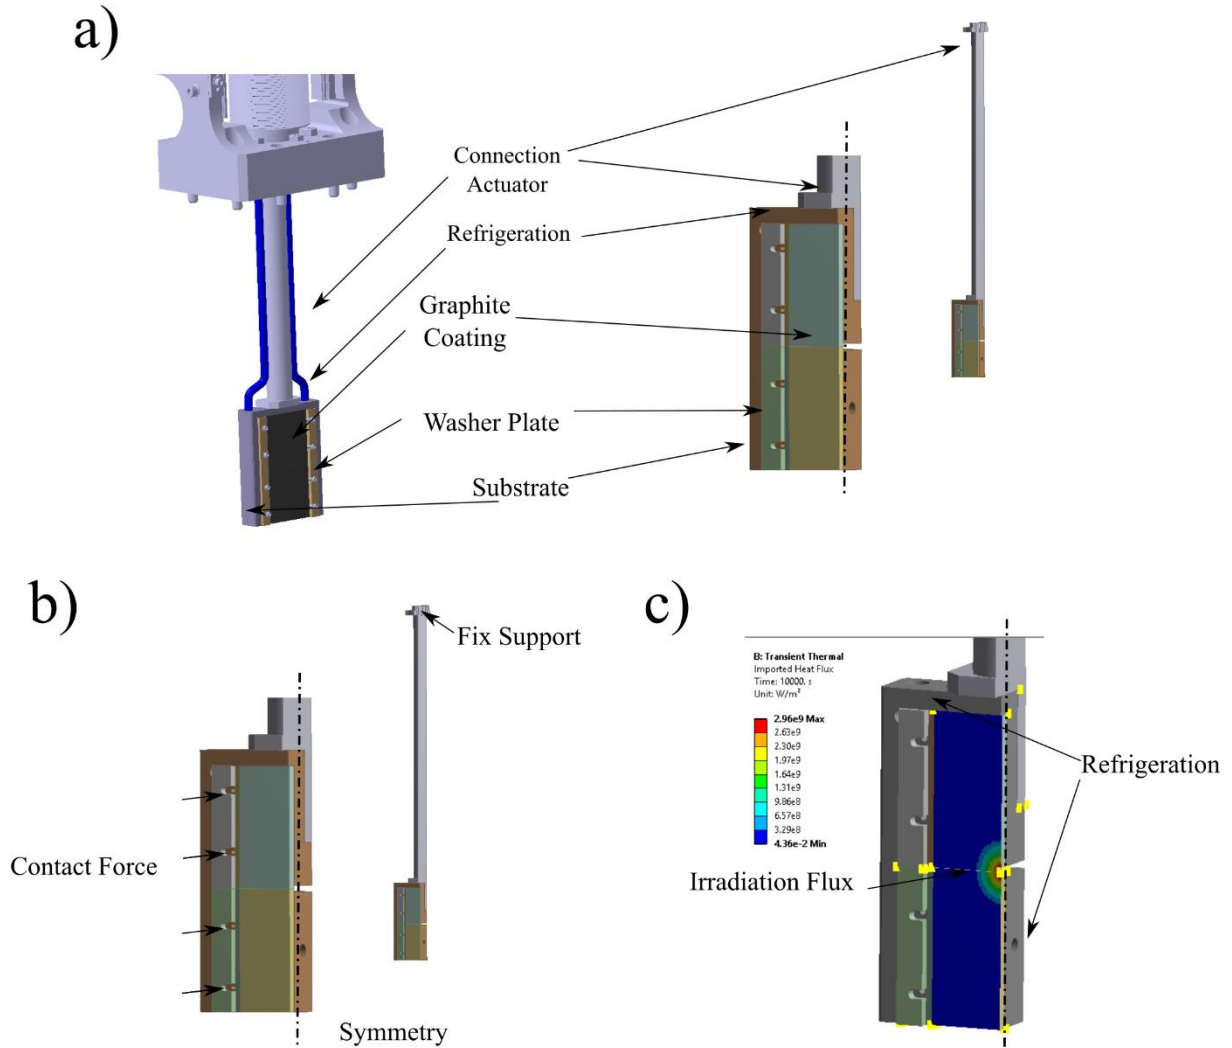 a)
Connection
Actuator
Refrigeration
Graphite
Coating
Washer Plate
Substrate
b)
Fix Support
Contact Force
Symmetry
c)
B: Transient Thermal
Imported Heat Flux
Time: 10000. s
Unit: W/m²
2.96e9 Max
2.63e9
2.30e9
1.97e9
1.64e9
1.31e9
9.86e8
6.57e8
3.29e8
4.36e-2 Min
Refrigeration
Irradiation Flux